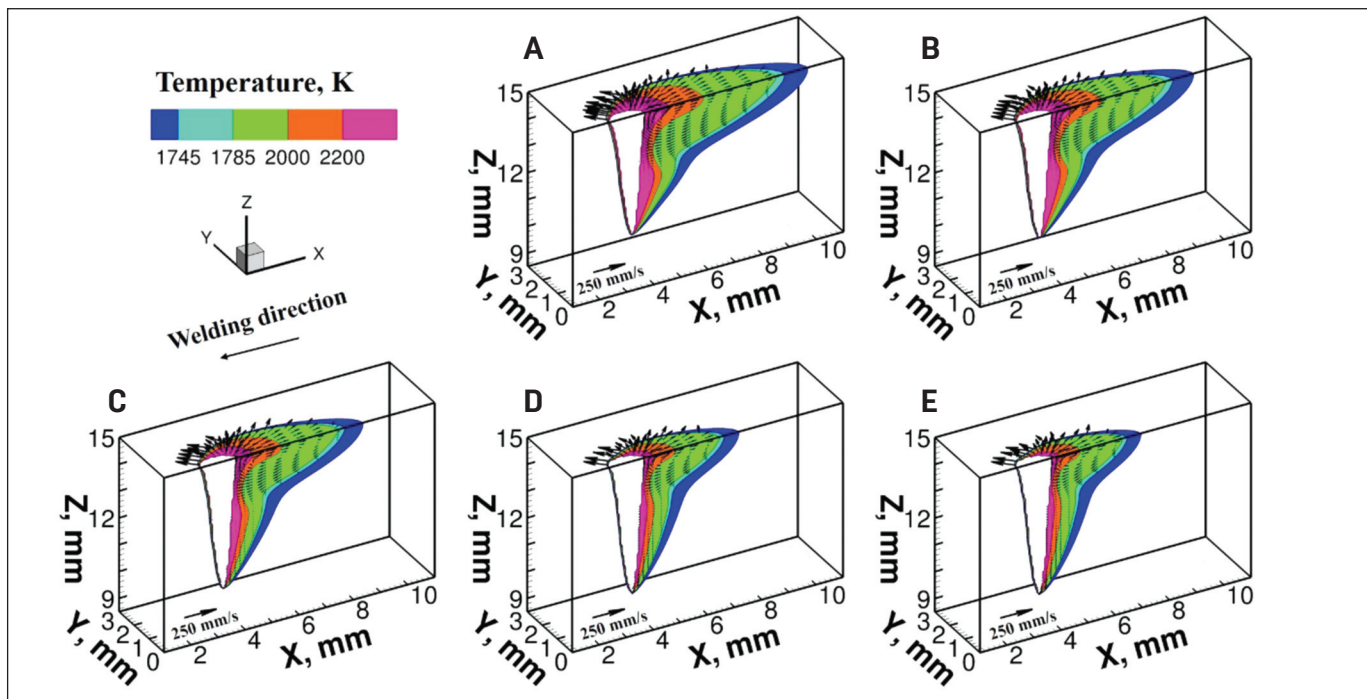 Temperature, K
1745 1785 2000 2200
Z
Y
X
Welding direction
A
15
12
9
Z, mm
3
2
1
0
Y, mm
250 mm/s
2
4
6
8
10
X, mm
B
15
12
9
Z, mm
3
2
1
0
Y, mm
250 mm/s
2
4
6
8
10
X, mm
C
15
12
9
Z, mm
3
2
1
0
Y, mm
250 mm/s
2
4
6
8
10
X, mm
D
15
12
9
Z, mm
3
2
1
0
Y, mm
250 mm/s
2
4
6
8
10
X, mm
E
15
12
9
Z, mm
3
2
1
0
Y, mm
250 mm/s
2
4
6
8
10
X, mm